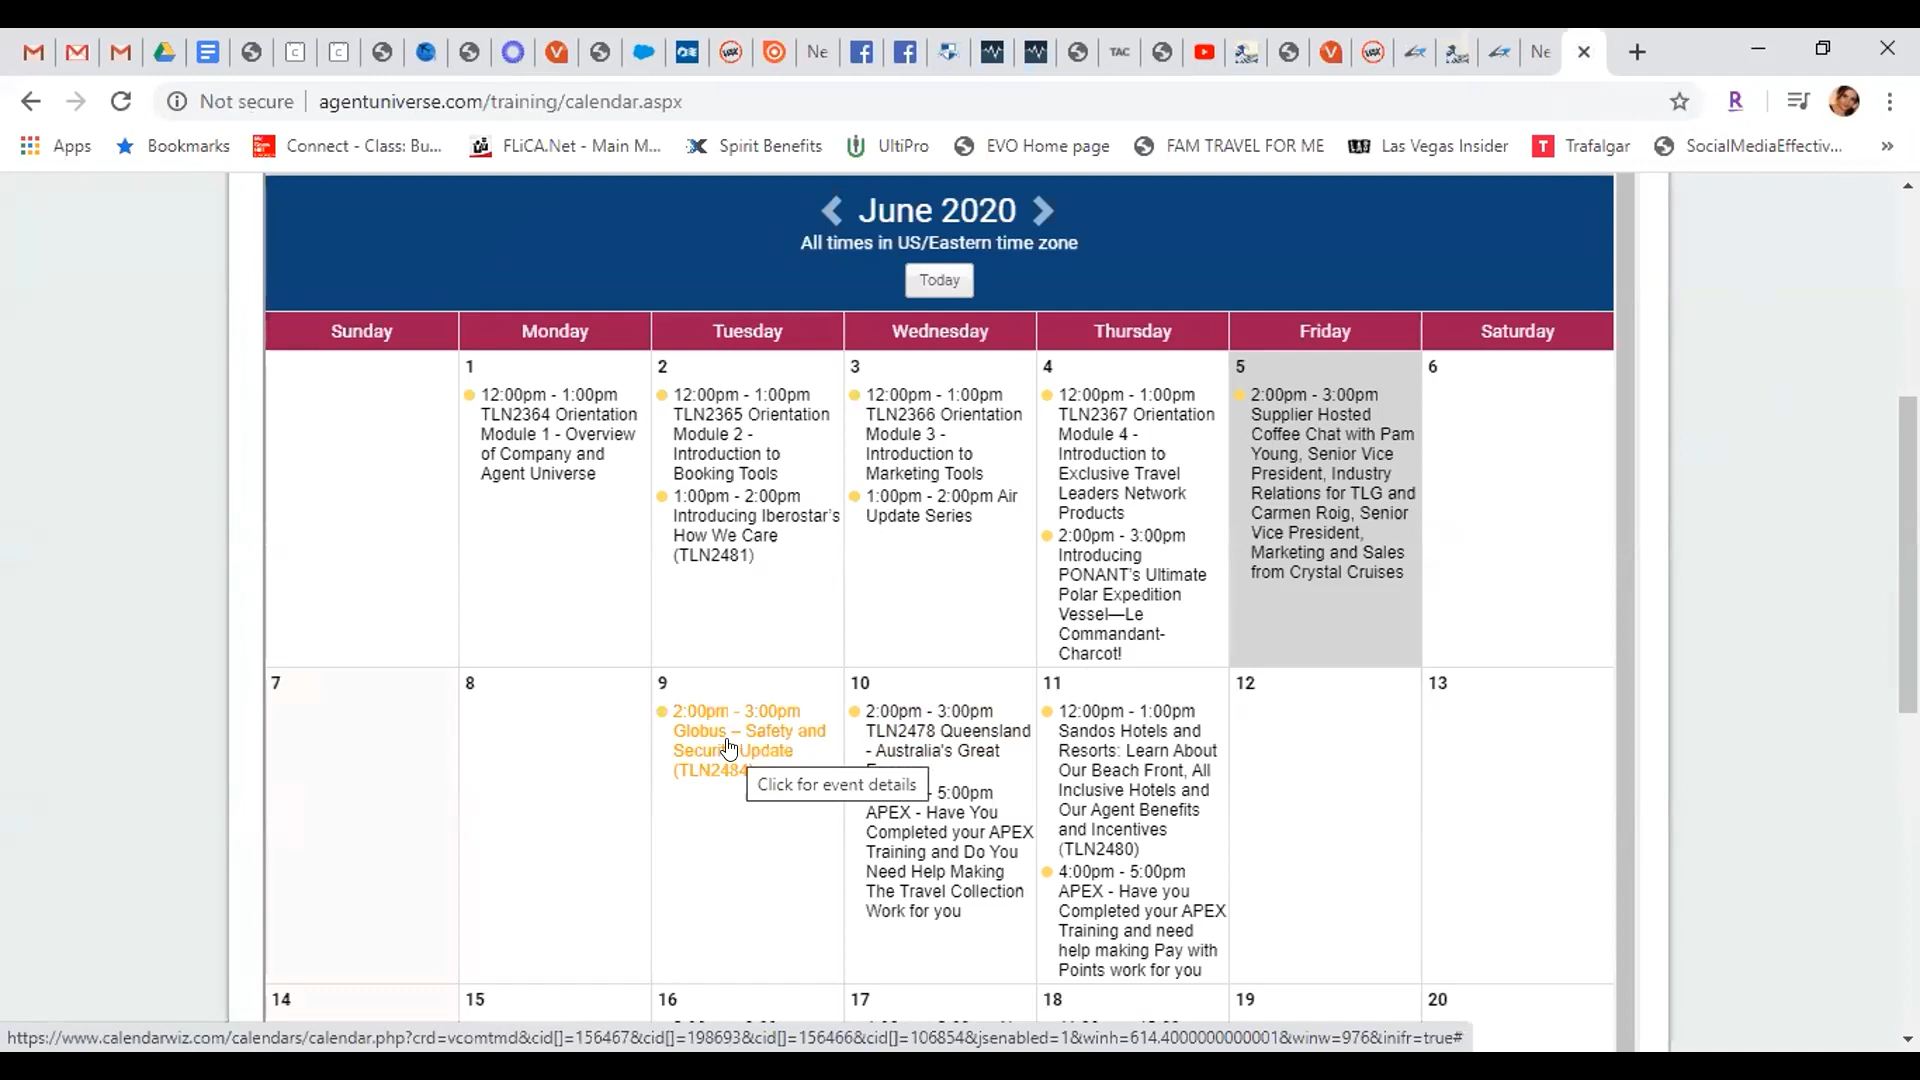 Ne
TAC
Ne
Not secure
agentuniverse.com/training/calendar.aspx
Apps
Bookmarks
Connect - Class: Bu...
FLiCA.Net - Main M...
Spirit Benefits
UltiPro
EVO Home page
FAM TRAVEL FOR ME
Las Vegas Insider
Trafalgar
SocialMediaEffectiv...
June 2020
All times in US/Eastern time zone
Today
Sunday
Monday
Tuesday
Wednesday
Thursday
Friday
Saturday
1
12:00pm - 1:00pm
TLN2364 Orientation
Module 1 - Overview
of Company and
Agent Universe
2
12:00pm - 1:00pm
TLN2365 Orientation
Module 2 -
Introduction to
Booking Tools
1:00pm - 2:00pm
Introducing Iberostar's
How We Care
(TLN2481)
3
12:00pm - 1:00pm
TLN2366 Orientation
Module 3 -
Introduction to
Marketing Tools
1:00pm - 2:00pm Air
Update Series
4
12:00pm - 1:00pm
TLN2367 Orientation
Module 4 -
Introduction to
Exclusive Travel
Leaders Network
Products
2:00pm - 3:00pm
Introducing
PONANT's Ultimate
Polar Expedition
Vessel—Le
Commandant-
Charcot!
5
2:00pm - 3:00pm
Supplier Hosted
Coffee Chat with Pam
Young, Senior Vice
President, Industry
Relations for TLG and
Carmen Roig, Senior
Vice President,
Marketing and Sales
from Crystal Cruises
6
7
8
9
2:00pm - 3:00pm
Globus – Safety and
Security Update
(TLN2484
Click for event details
10
2:00pm - 3:00pm
TLN2478 Queensland
- Australia's Great
- 5:00pm
APEX - Have You
Completed your APEX
Training and Do You
Need Help Making
The Travel Collection
Work for you
11
12:00pm - 1:00pm
Sandos Hotels and
Resorts: Learn About
Our Beach Front, All
Inclusive Hotels and
Our Agent Benefits
and Incentives
(TLN2480)
4:00pm - 5:00pm
APEX - Have you
Completed your APEX
Training and need
help making Pay with
Points work for you
12
13
14
15
16
17
18
19
20
https://www.calendarwiz.com/calendars/calendar.php?crd=vcomtmd&cid[]=156467&cid[]=198693&cid[]=156466&cid[]=106854&jsenabled=1&winh=614.4000000000001&winw=976&inifr=true#